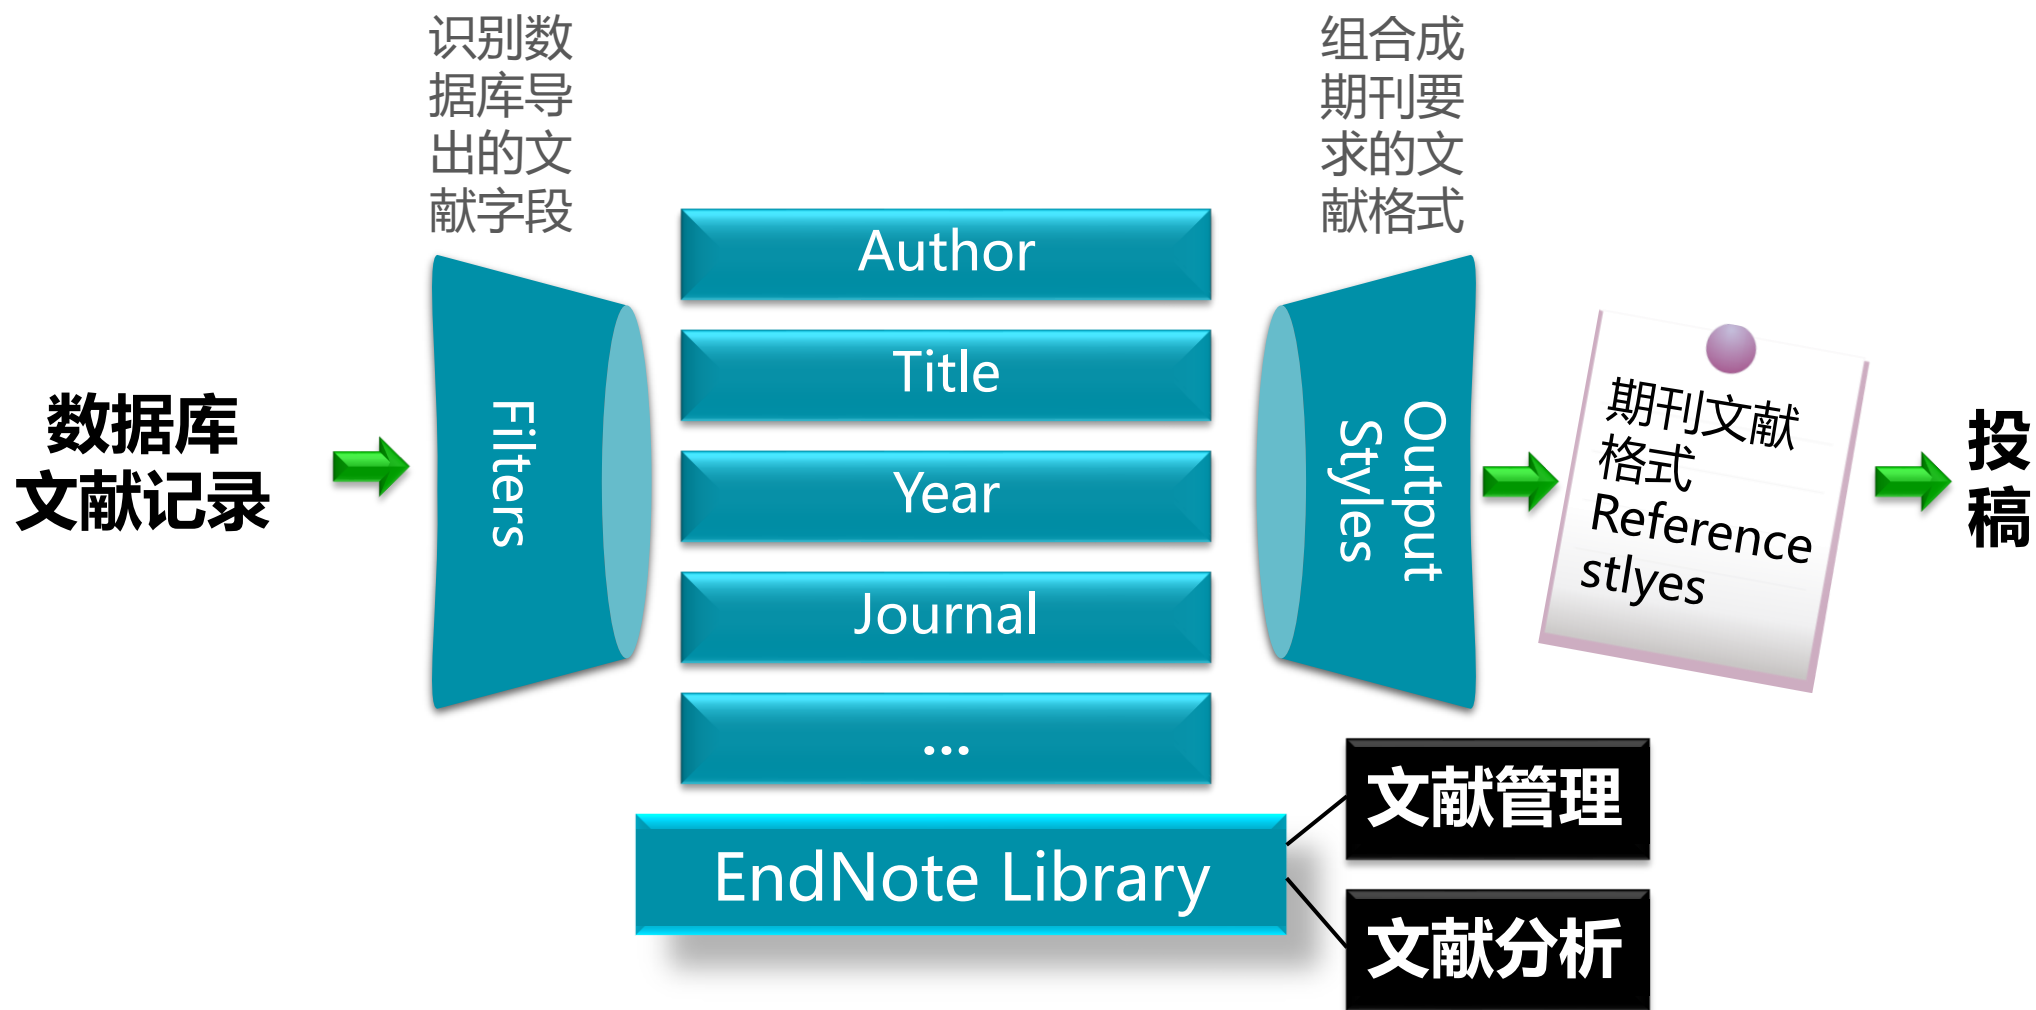 识别数
据库导
出的文
献字段
组合成
期刊要
求的文
献格式
数据库
文献记录
Filters
Author
Title
Year
Journal
...
EndNote Library
Output
Styles
期刊文献
格式
Reference
stlyes
投
稿
文献管理
文献分析